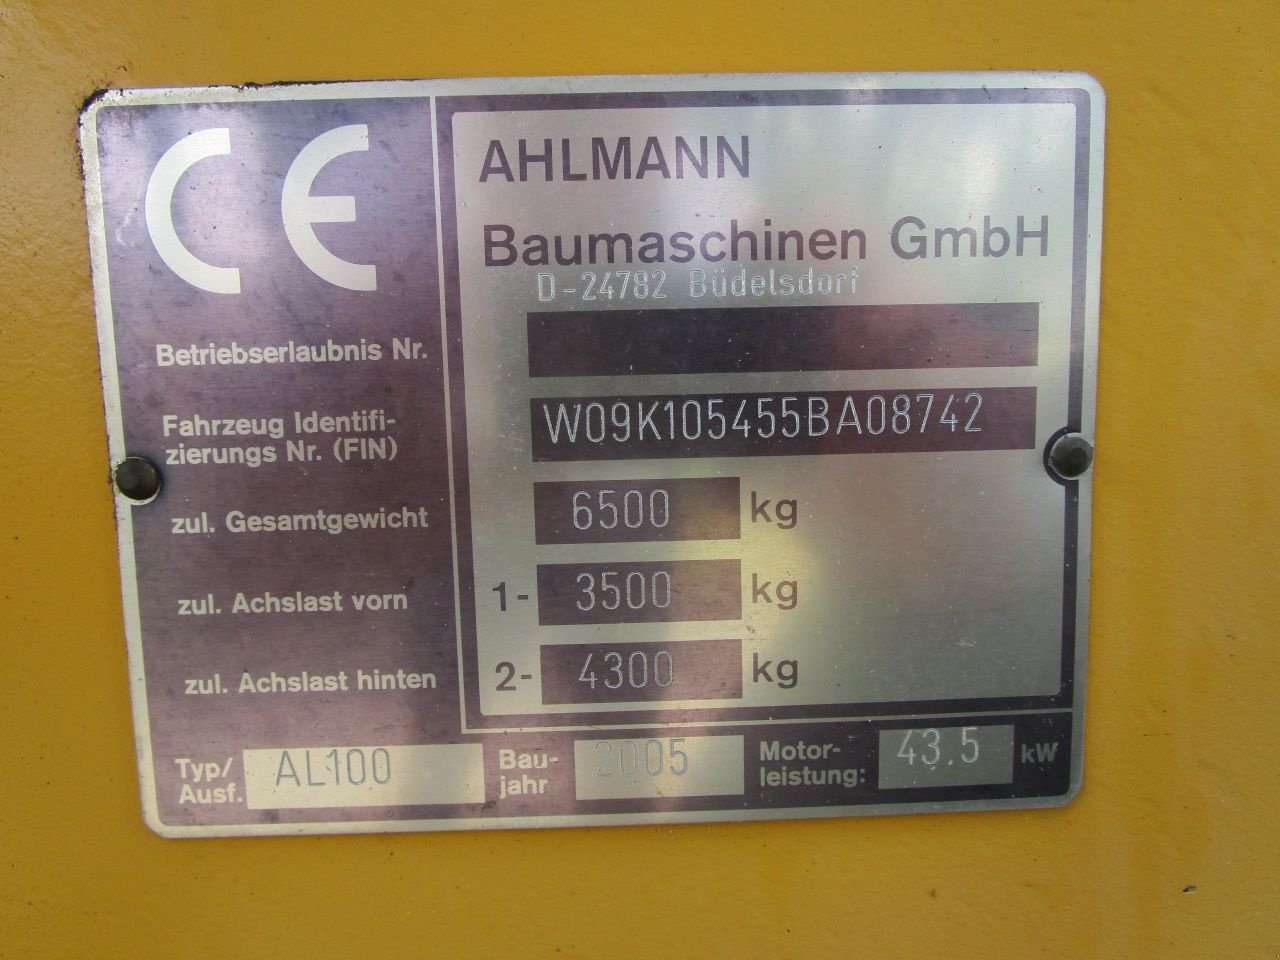 CE
AHLMANN
Baumaschinen GmbH
D-24782 Büdelsdorf
Betriebserlaubnis Nr.
Fahrzeug Identifi-
zierungs Nr. (FIN) W09K105455BA08742
zul. Gesamtgewicht 6500 kg
zul. Achslast vorn 1- 3500 kg
zul. Achslast hinten 2- 4300 kg
Typ/
Ausf. AL100
Bau-
jahr 2005
Motor-
leistung: 43.5 kW